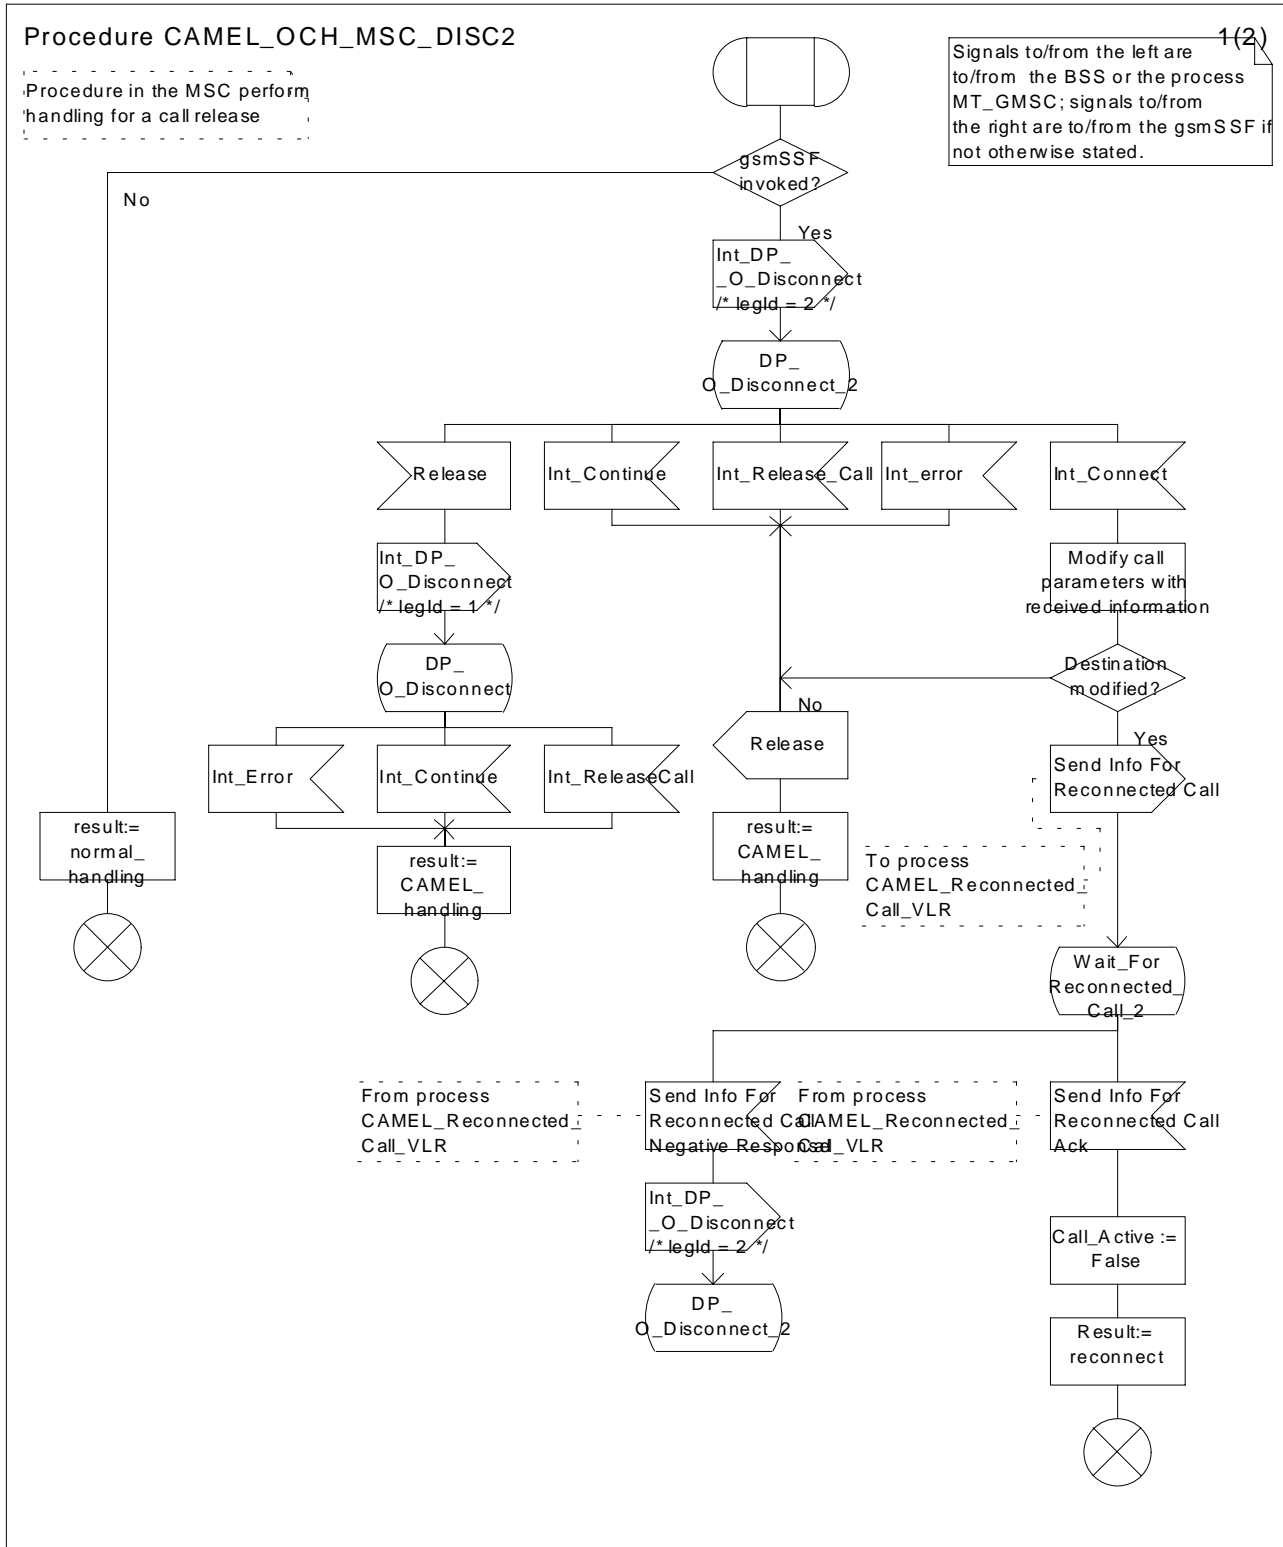 Procedure CAMEL_OCH_MSC_DISC2
1(2)
Procedure in the MSC perform
handling for a call release
Signals to/from the left are
to/from the BSS or the process
MT_GMSC; signals to/from
the right are to/from the gsmSSF if
not otherwise stated.
gsmSSF
invoked?
No
Yes
Int_DP_
_O_Disconnect
/* legId = 2 */
DP_
O_Disconnect_2
Release
Int_Continue
Int_Release_Call
Int_error
Int_Connect
Int_DP_
O_Disconnect
/* legId = 1 */
Modify call
parameters with
received information
DP_
O_Disconnect
Destination
modified?
No
Yes
Int_Error
Int_Continue
Int_ReleaseCall
Release
Send Info For
Reconnected Call
result:=
normal_
handling
result:=
CAMEL_
handling
result:=
CAMEL_
handling
To process
CAMEL_Reconnected_
Call_VLR
Wait_For
Reconnected_
Call_2
From process
CAMEL_Reconnected_
Call_VLR
Send Info For
Reconnected Call
Negative Response
From process
CAMEL_Reconnected_
Call_VLR
Send Info For
Reconnected Call
Ack
Int_DP_
_O_Disconnect
/* legId = 2 */
DP_
O_Disconnect_2
Call_Active :=
False
Result:=
reconnect